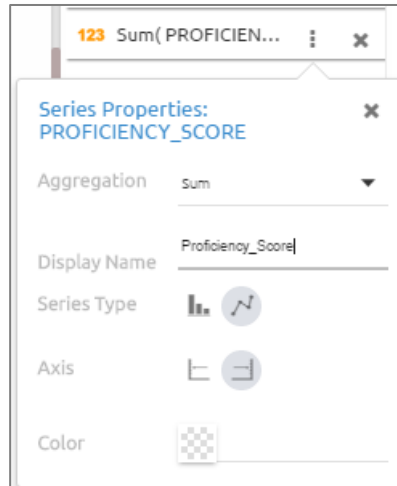 123 Sum( PROFICIEN...
Series Properties:
PROFICIENCY_SCORE
Aggregation Sum
Display Name Proficiency_Score
Series Type
Axis
Color